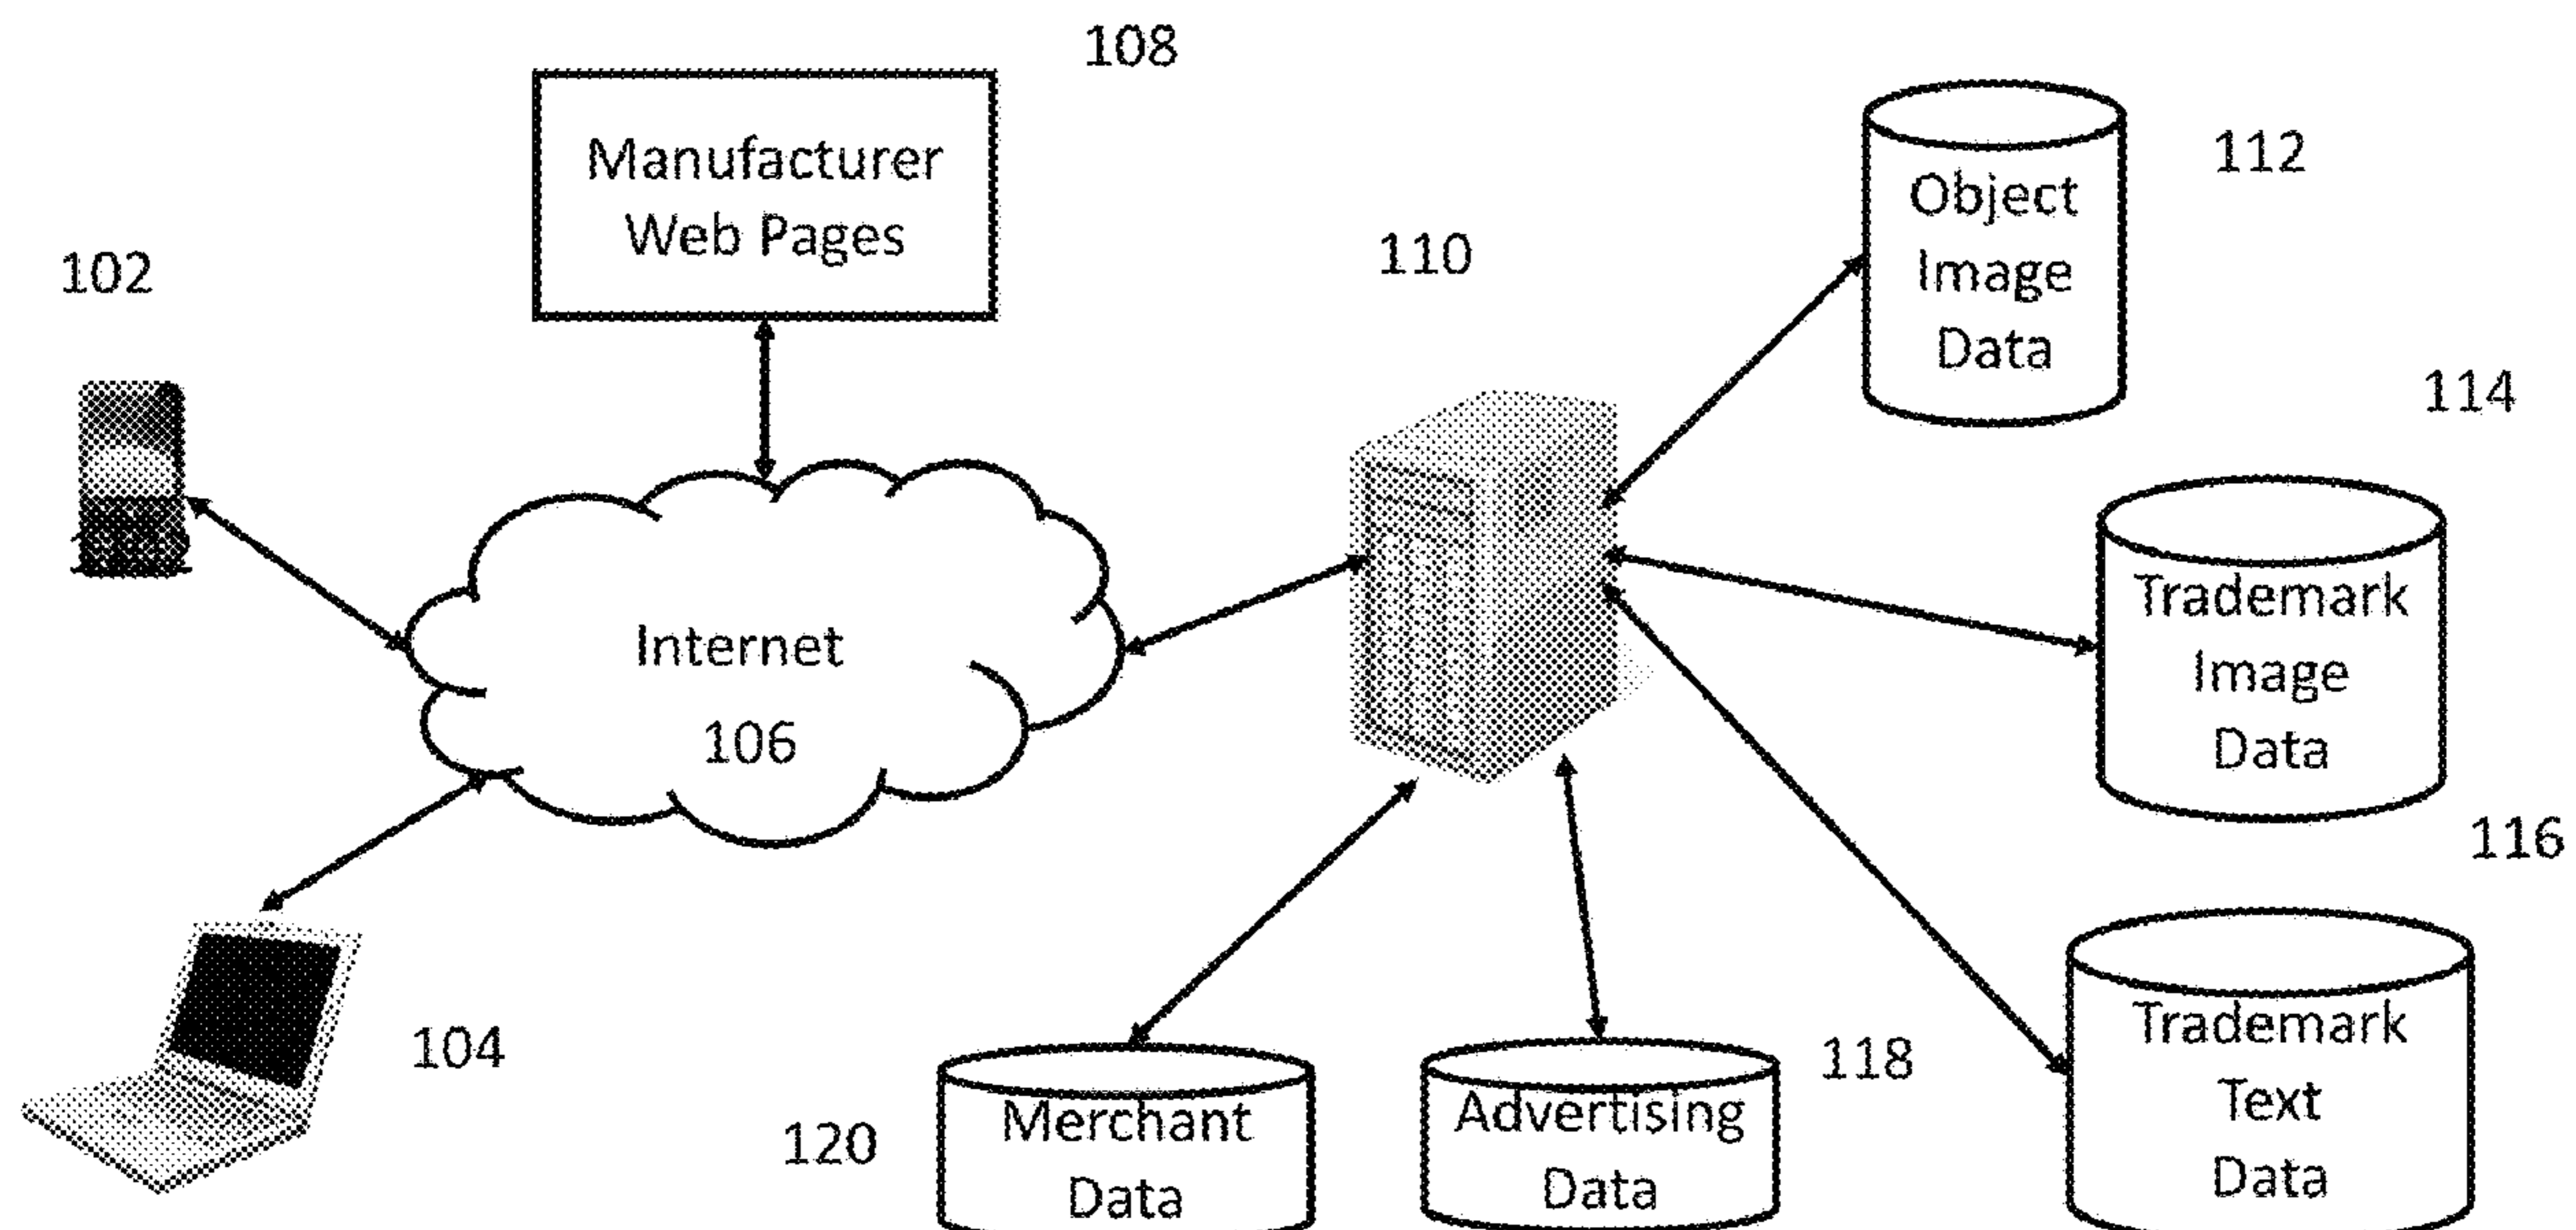 108
Manufacturer
Web Pages
102
110
112
Object
Image
Data
114
Trademark
Image
Data
Internet
106
116
Trademark
Text
Data
104
118
Advertising
Data
120
Merchant
Data